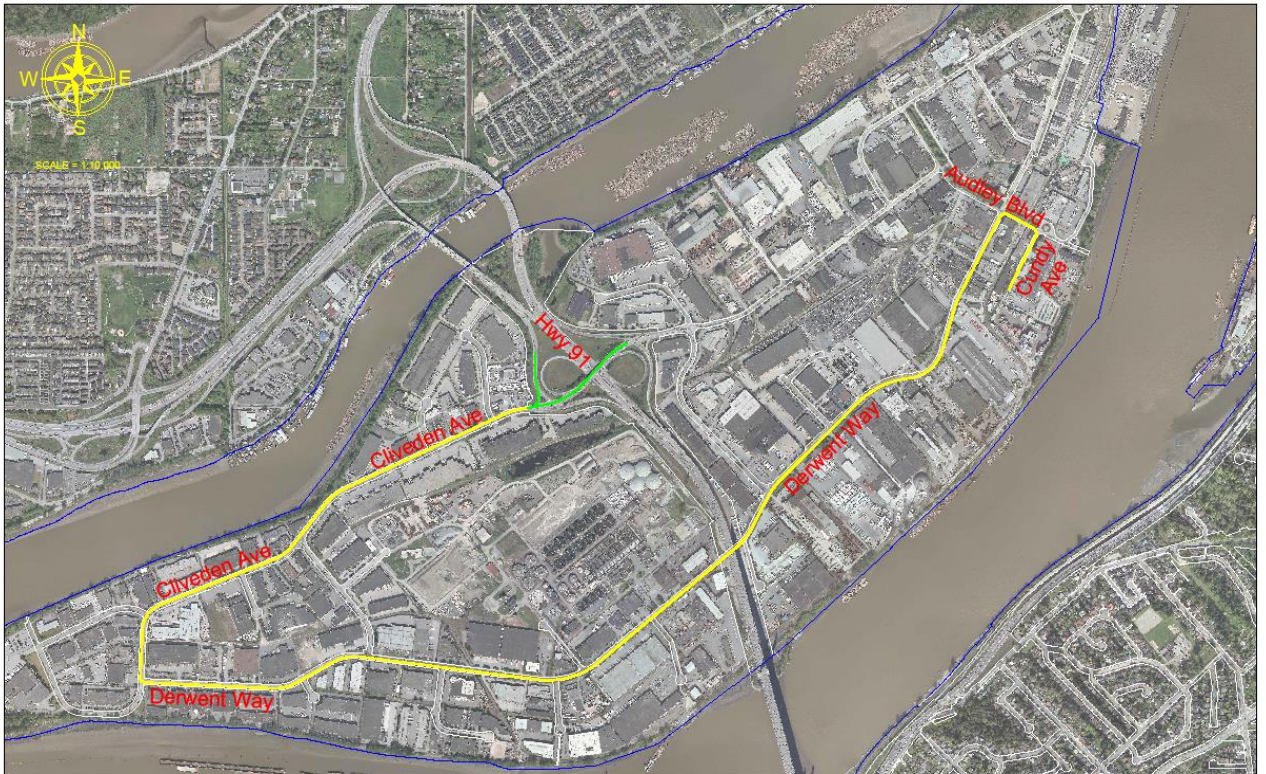 N
W E
S
SCALE = 1:10 000
Audley Blvd
Cundy
Ave
Hwy 91
Derwent Way
Cliveden Ave
Cliveden Ave
Derwent Way